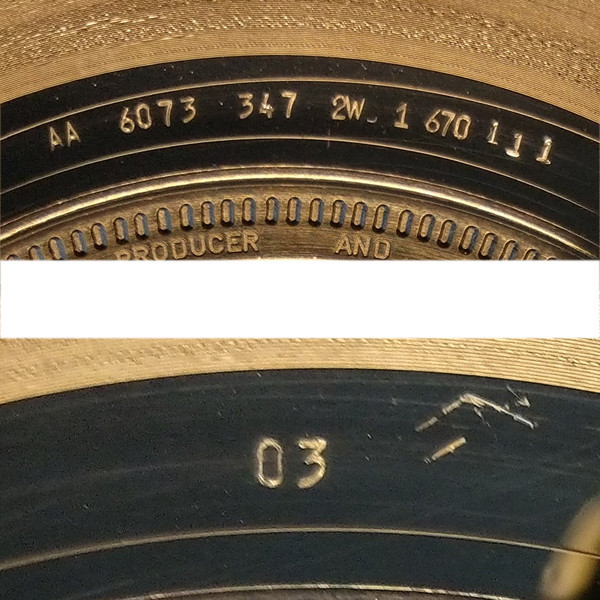 AA 6073 347 2W 1 670 1 1 1
PRODUCER AND
03